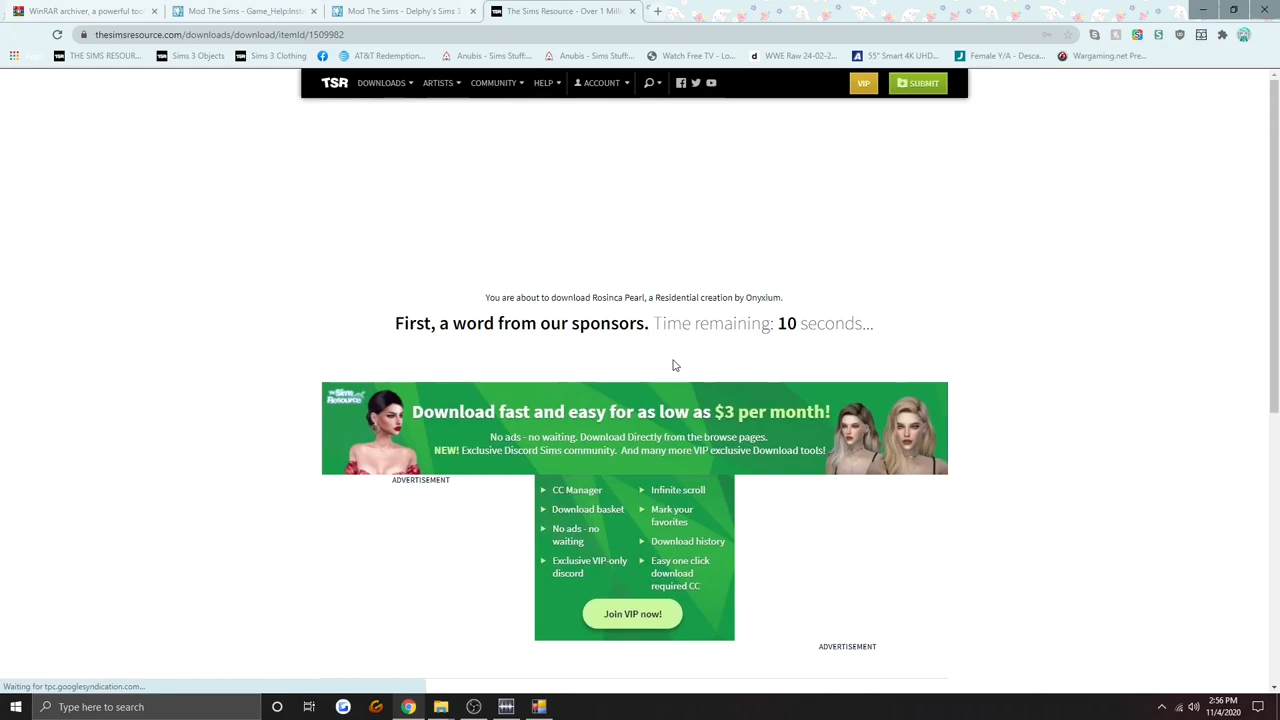 WinRAR archiver, a powerful too
Mod The Sims - Game_Help:Inst
Mod The Sims - Delphy's Sims 3
The Sims Resource - Over 1 Milli
thesimsresource.com/downloads/download/itemId/1509982
THE SIMS RESOUR...
Sims 3 Objects
Sims 3 Clothing
AT&T Redemption...
Anubis - Sims Stuff:...
Anubis - Sims Stuff:...
Watch Free TV - Lo...
WWE Raw 24-02-2...
55" Smart 4K UHD...
Female Y/A - Desca...
Wargaming.net Pre...
TSR
DOWNLOADS
ARTISTS
COMMUNITY
HELP
ACCOUNT
VIP
SUBMIT
You are about to download Rosinca Pearl, a Residential creation by Onyxium.
First, a word from our sponsors. Time remaining: 10 seconds...
The Sims Resource
Download fast and easy for as low as $3 per month!
No ads - no waiting. Download Directly from the browse pages.
NEW! Exclusive Discord Sims community. And many more VIP exclusive Download tools!
ADVERTISEMENT
CC Manager
Download basket
No ads - no
waiting
Exclusive VIP-only
discord
Infinite scroll
Mark your
favorites
Download history
Easy one click
download
required CC
Join VIP now!
ADVERTISEMENT
Waiting for tpc.googlesyndication.com...
Type here to search
2:56 PM
11/4/2020